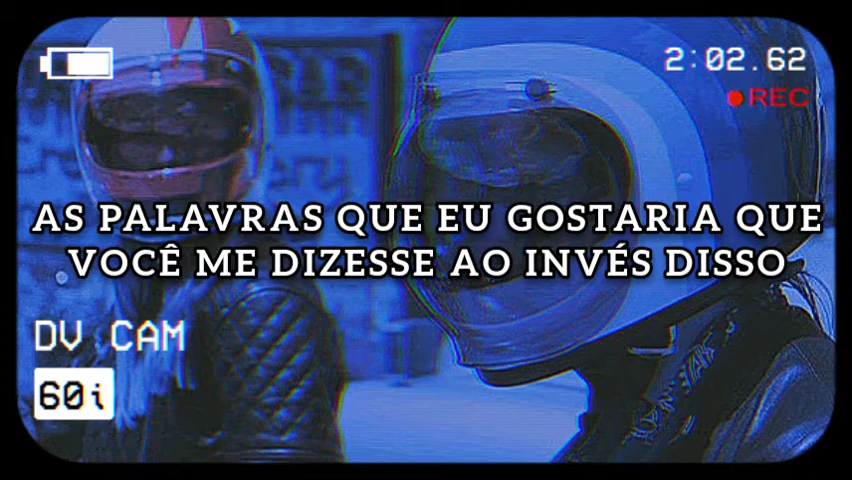 2:02.62
REC
AS PALAVRAS QUE EU GOSTARIA QUE
VOCÊ ME DIZESSE AO INVÉS DISSO
DV CAM
60i